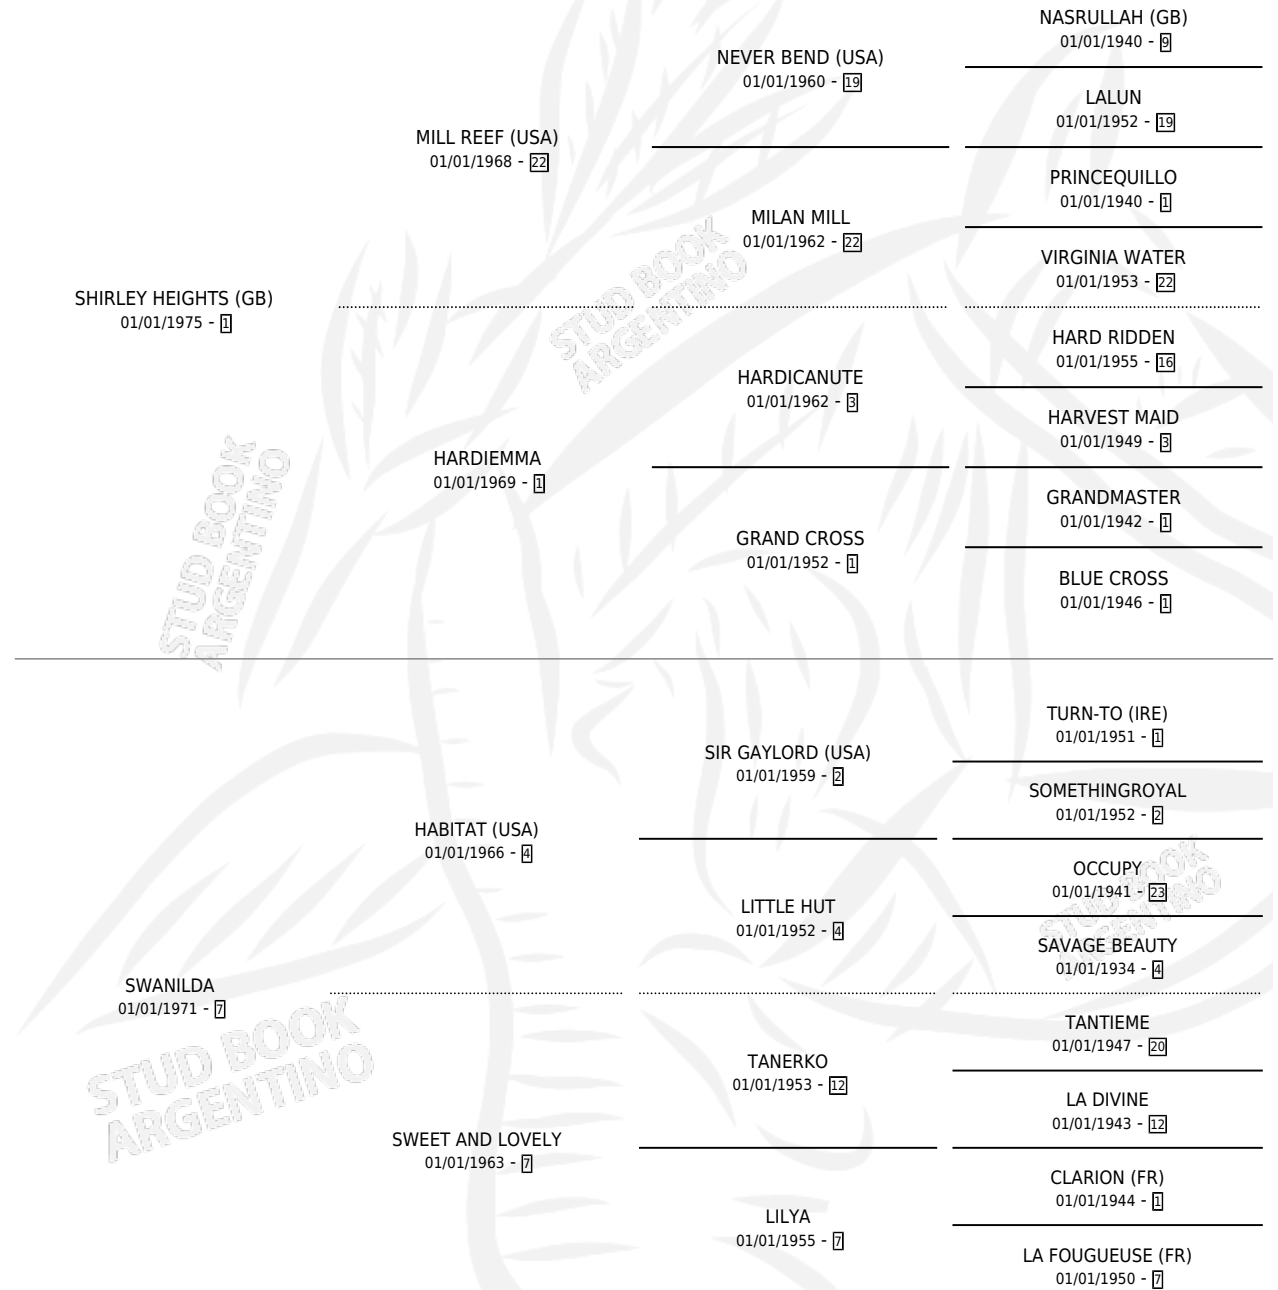 NASRULLAH (GB)
01/01/1940 - 9
NEVER BEND (USA)
01/01/1960 - 19
LALUN
01/01/1952 - 19
MILL REEF (USA)
01/01/1968 - 22
PRINCEQUILLO
01/01/1940 - 1
MILAN MILL
01/01/1962 - 22
VIRGINIA WATER
01/01/1953 - 22
SHIRLEY HEIGHTS (GB)
01/01/1975 - 1
STUD BOOK
ARGENTINO
HARD RIDDEN
01/01/1955 - 16
HARDICANUTE
01/01/1962 - 3
HARVEST MAID
01/01/1949 - 3
HARDIEMMA
01/01/1969 - 1
GRANDMASTER
01/01/1942 - 1
GRAND CROSS
01/01/1952 - 1
BLUE CROSS
01/01/1946 - 1
STUD BOOK
ARGENTINO
TURN-TO (IRE)
01/01/1951 - 1
SIR GAYLORD (USA)
01/01/1959 - 2
SOMETHINGROYAL
01/01/1952 - 2
HABITAT (USA)
01/01/1966 - 4
OCCUPY
01/01/1941 - 23
LITTLE HUT
01/01/1952 - 4
STUD BOOK
ARGENTINO
SAVAGE BEAUTY
01/01/1934 - 4
SWANILDA
01/01/1971 - 7
TANTIEME
01/01/1947 - 20
TANERKO
01/01/1953 - 12
STUD BOOK
ARGENTINO
LA DIVINE
01/01/1943 - 12
SWEET AND LOVELY
01/01/1963 - 7
CLARION (FR)
01/01/1944 - 1
LILYA
01/01/1955 - 7
LA FOUGUEUSE (FR)
01/01/1950 - 7